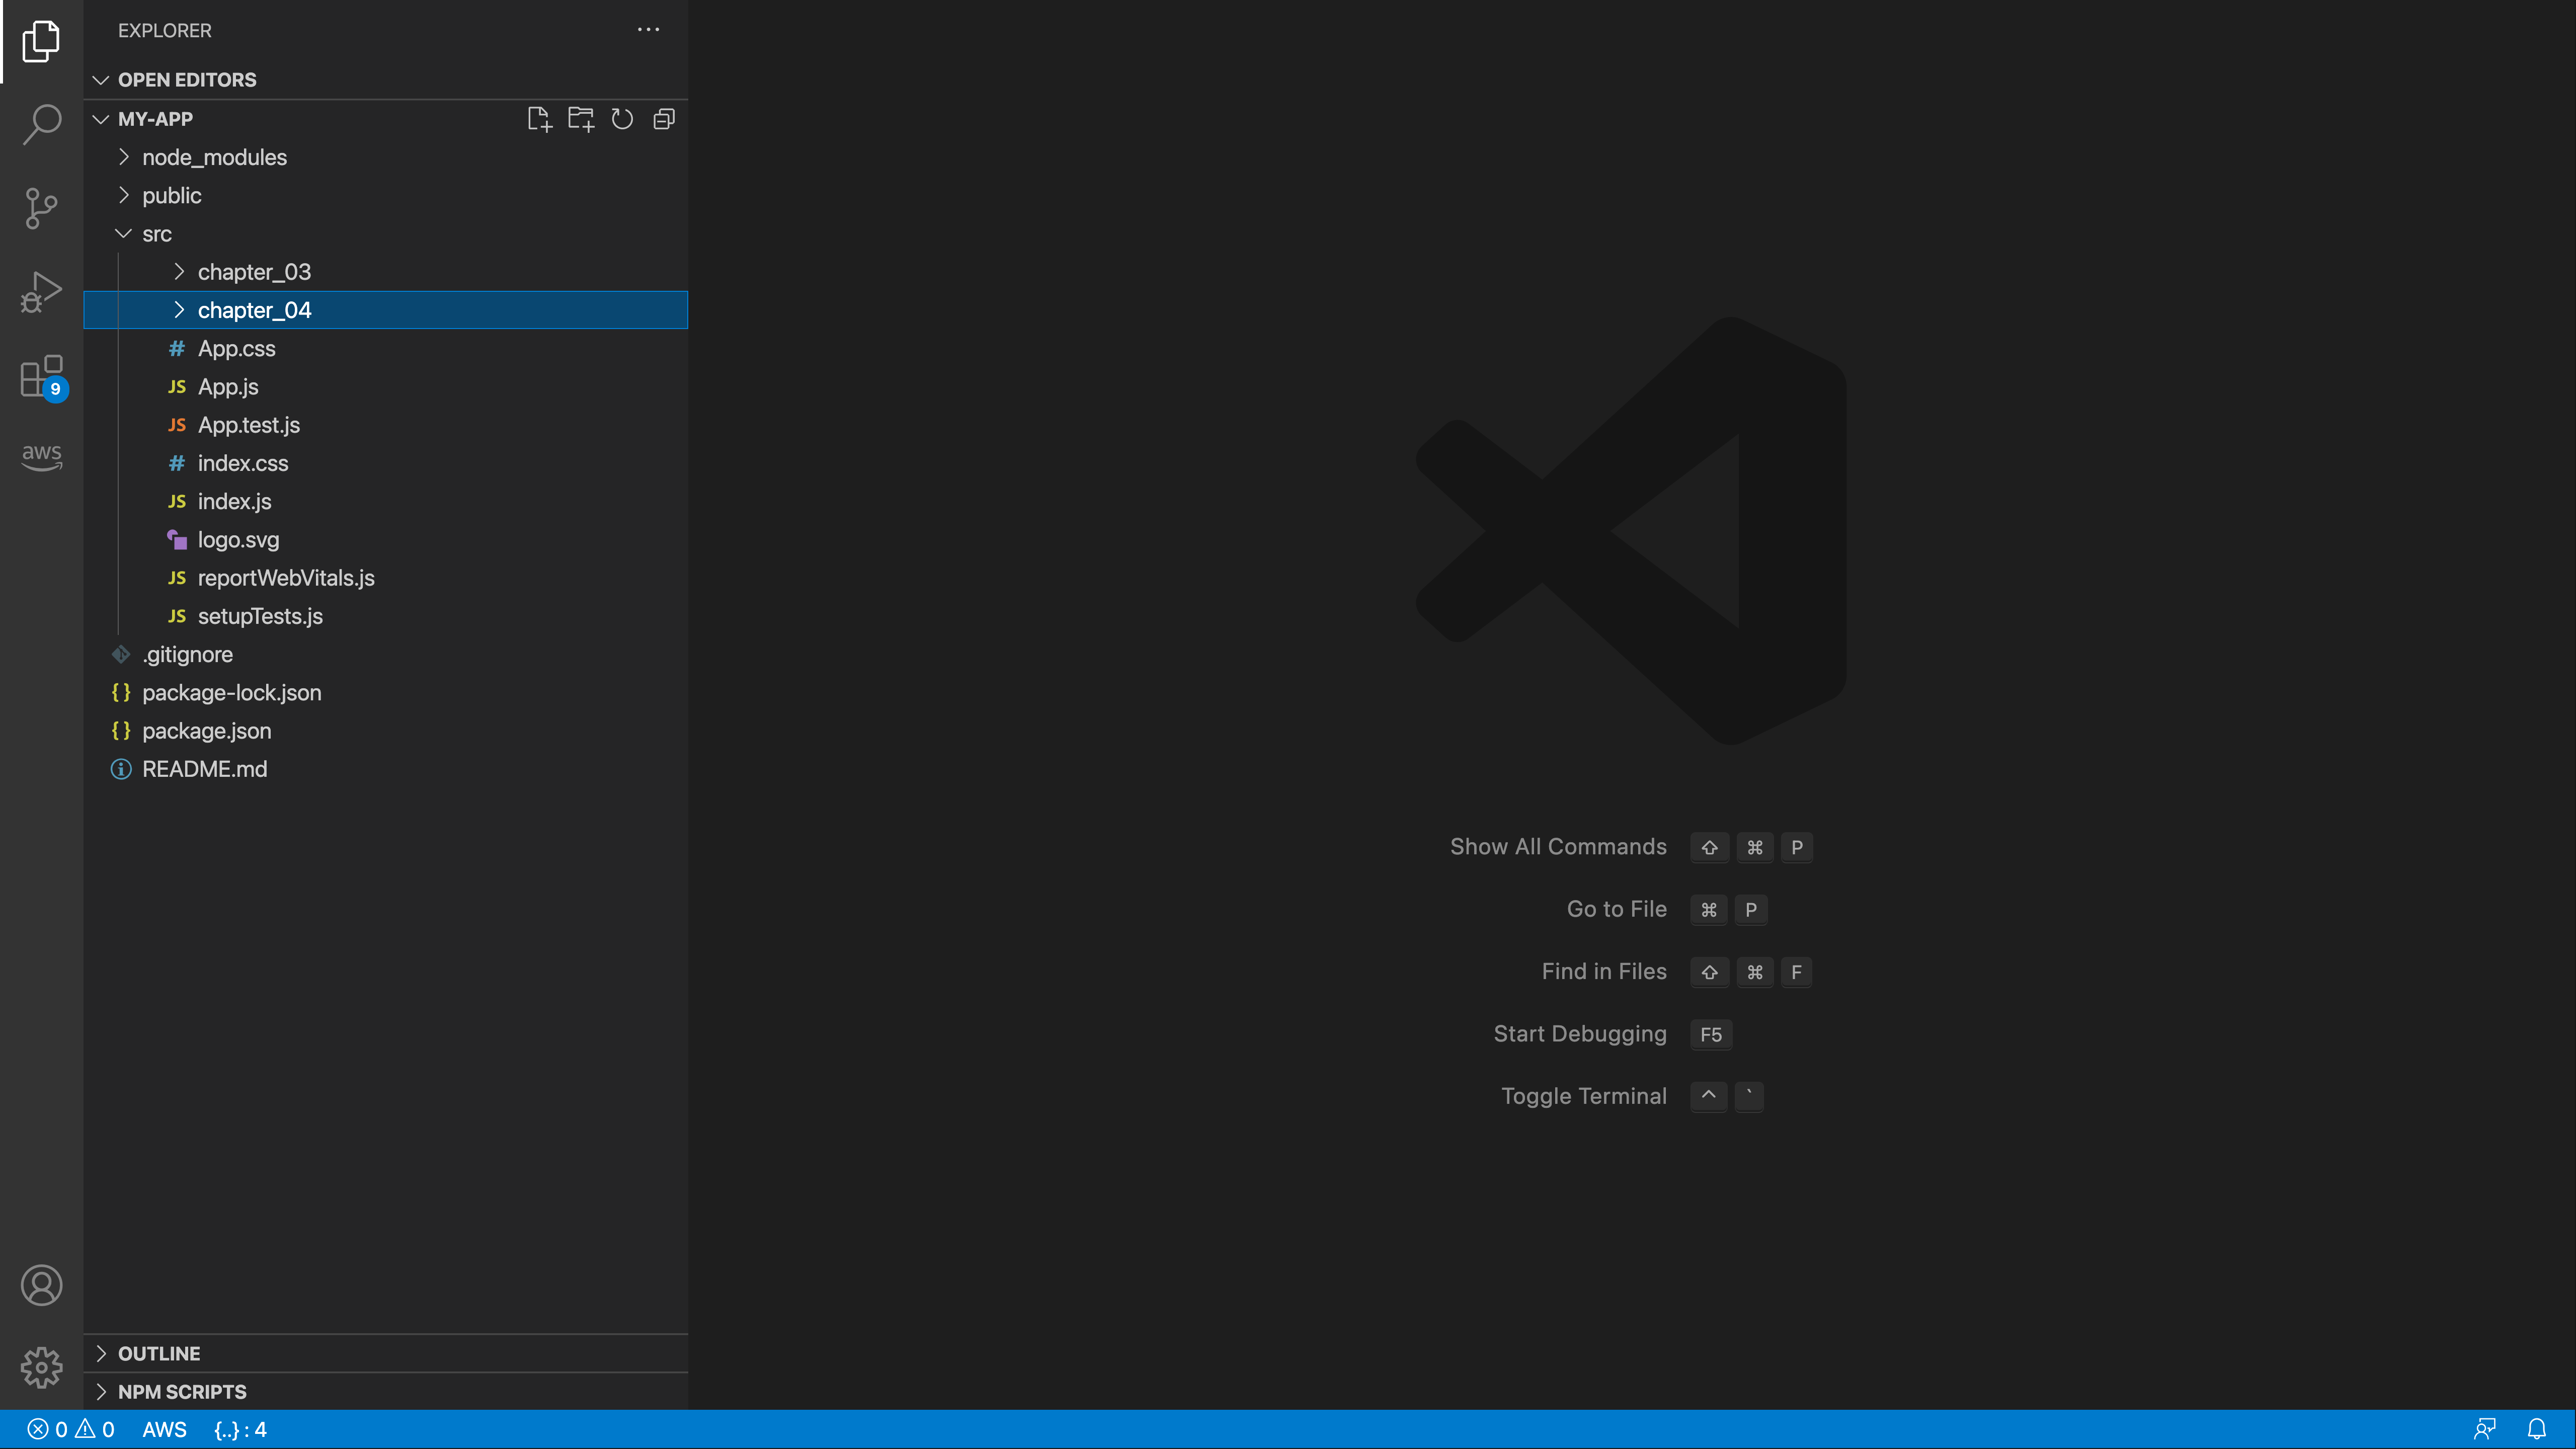 EXPLORER
OPEN EDITORS
MY-APP
node_modules
public
src
chapter_03
chapter_04
# App.css
JS App.js
JS App.test.js
# index.css
JS index.js
logo.svg
JS reportWebVitals.js
JS setupTests.js
.gitignore
{} package-lock.json
{} package.json
README.md
9
aws
Show All Commands ⇧ ⌘ P
Go to File ⌘ P
Find in Files ⇧ ⌘ F
Start Debugging F5
Toggle Terminal ^ `
OUTLINE
NPM SCRIPTS
0 0 AWS {..} : 4